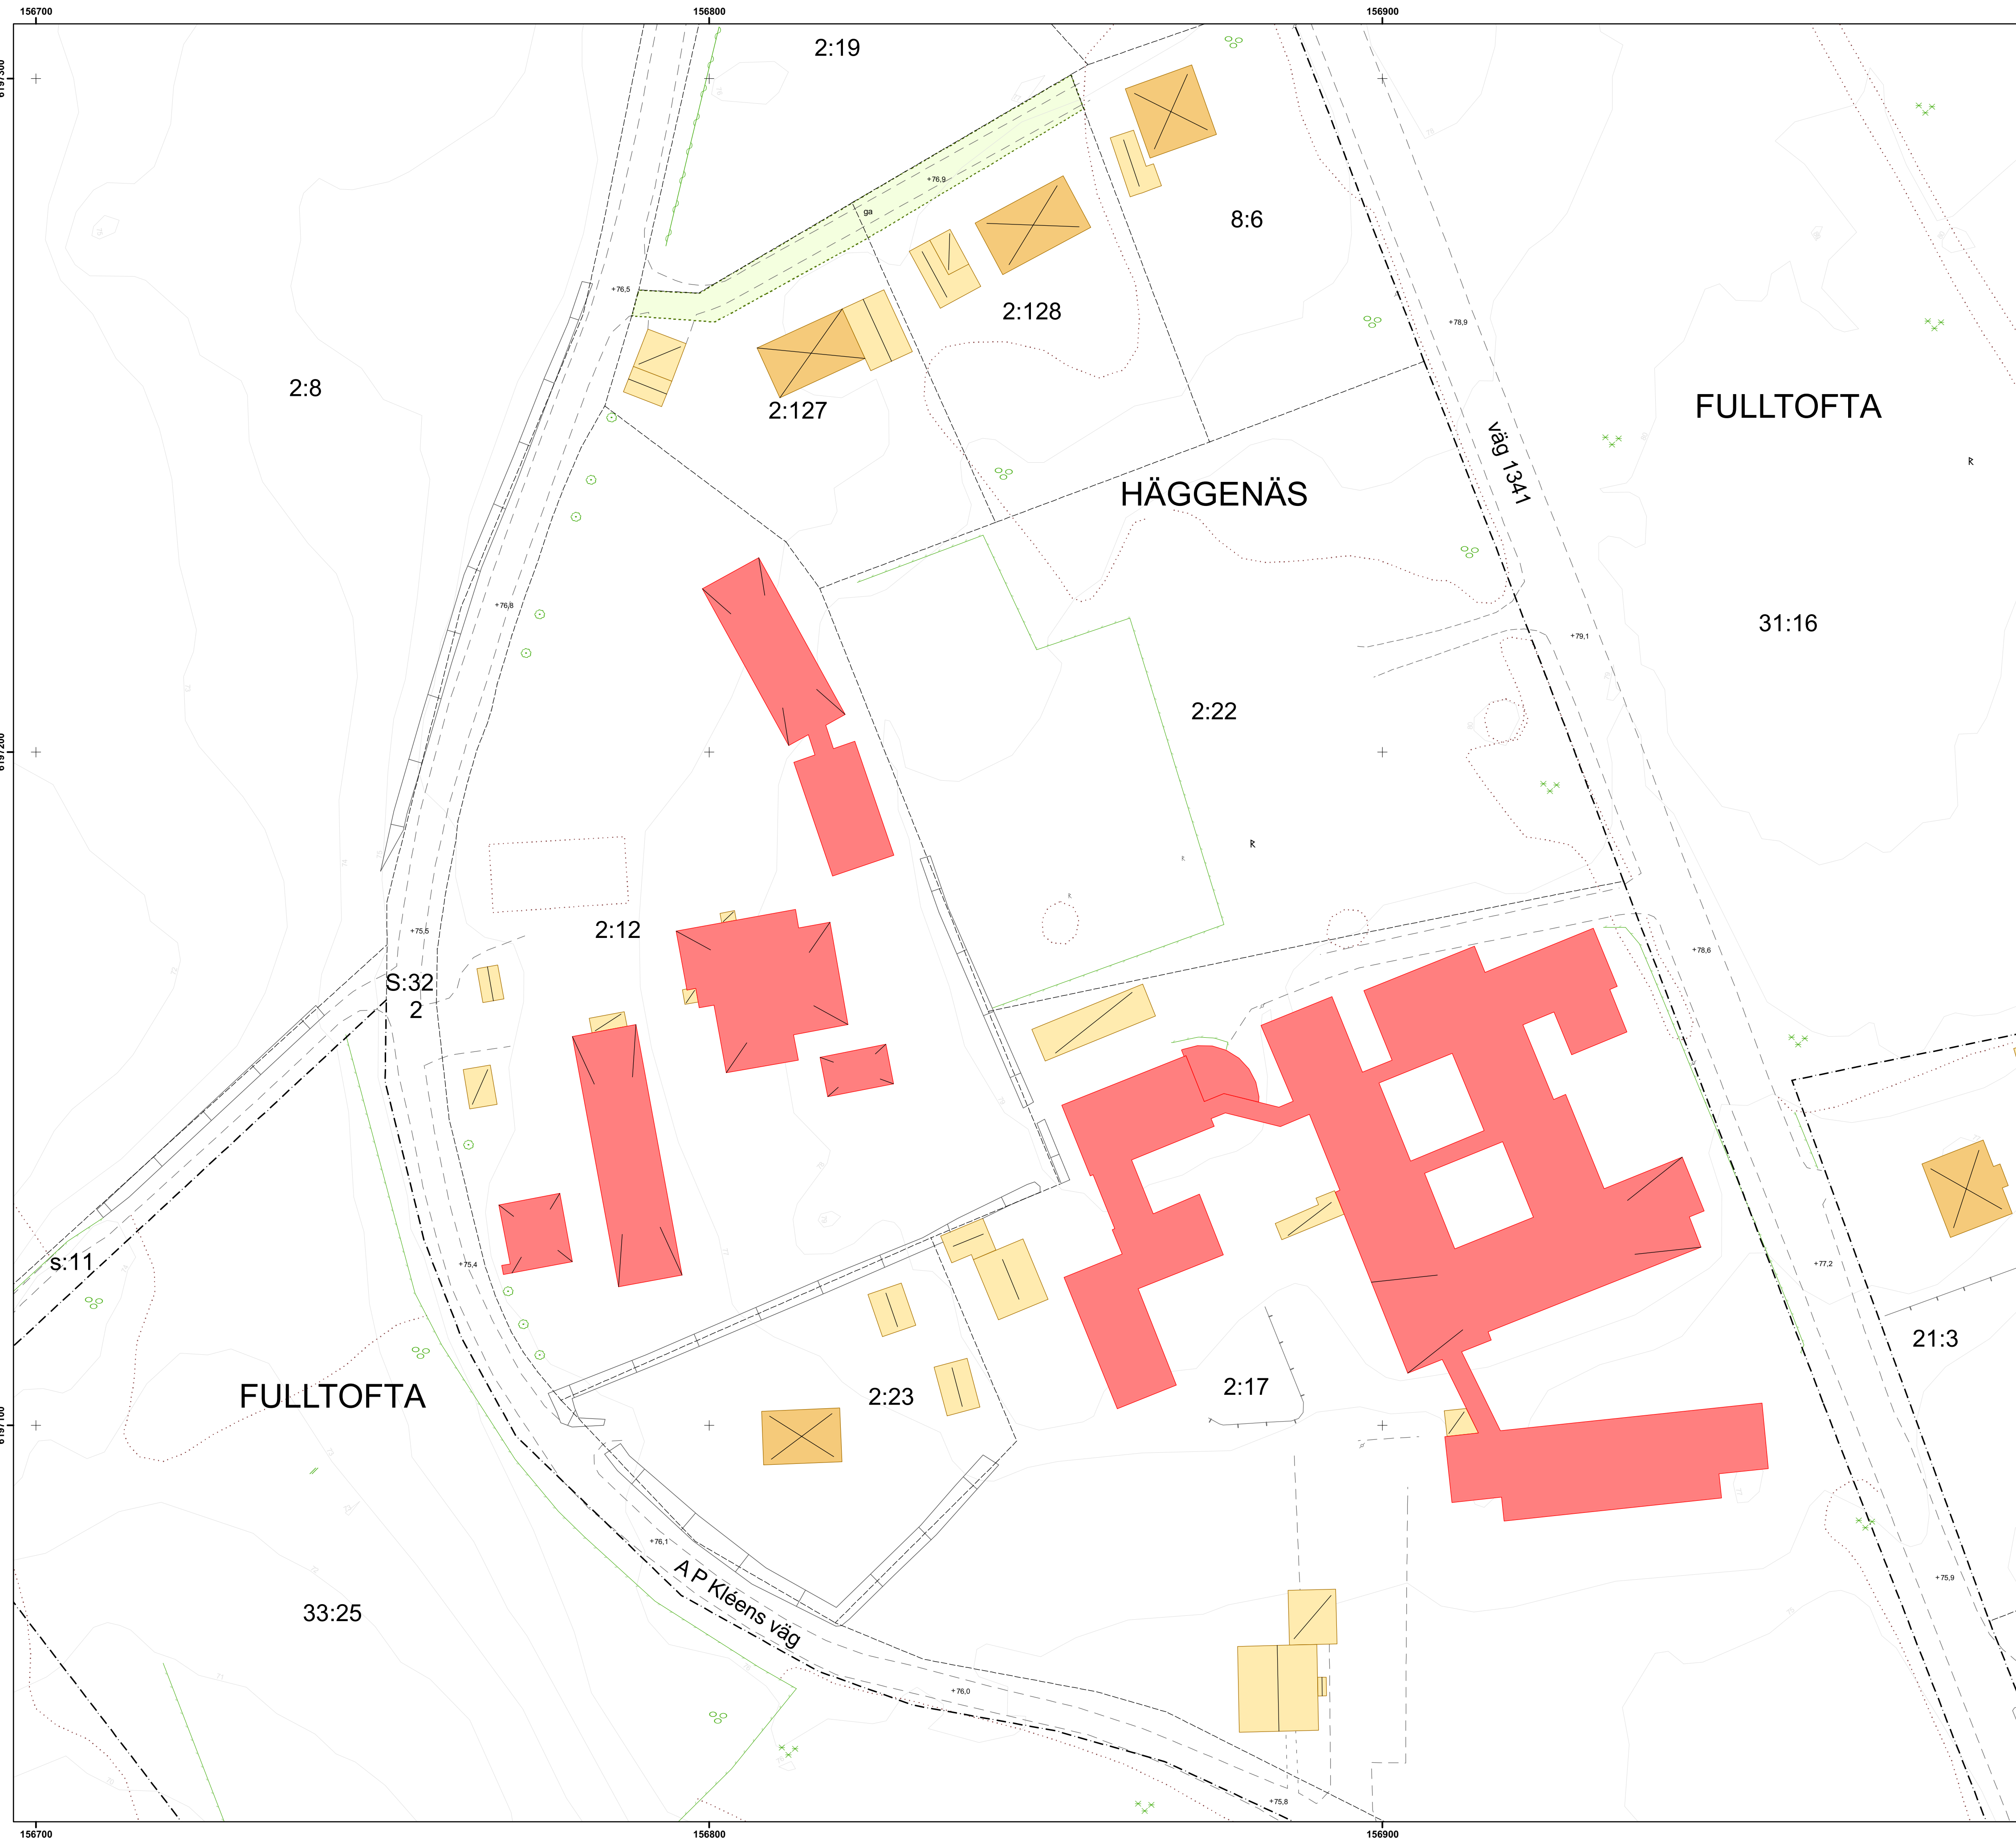 156700
156800
156900
6197300
2:19
+76,9
ga
8:6
+76,5
2:128
+78,9
2:8
2:127
FULLTOFTA
väg 1341
R
HÄGGENÄS
+76,8
31:16
+79,1
2:22
6197200
R
R
R
2:12
+75,5
+78,6
S:32
2
s:11
+75,4
+77,2
21:3
2:17
2:23
FULLTOFTA
6197100
+76,1
A P Kléens väg
+75,9
33:25
+76,0
+75,8
156700
156800
156900